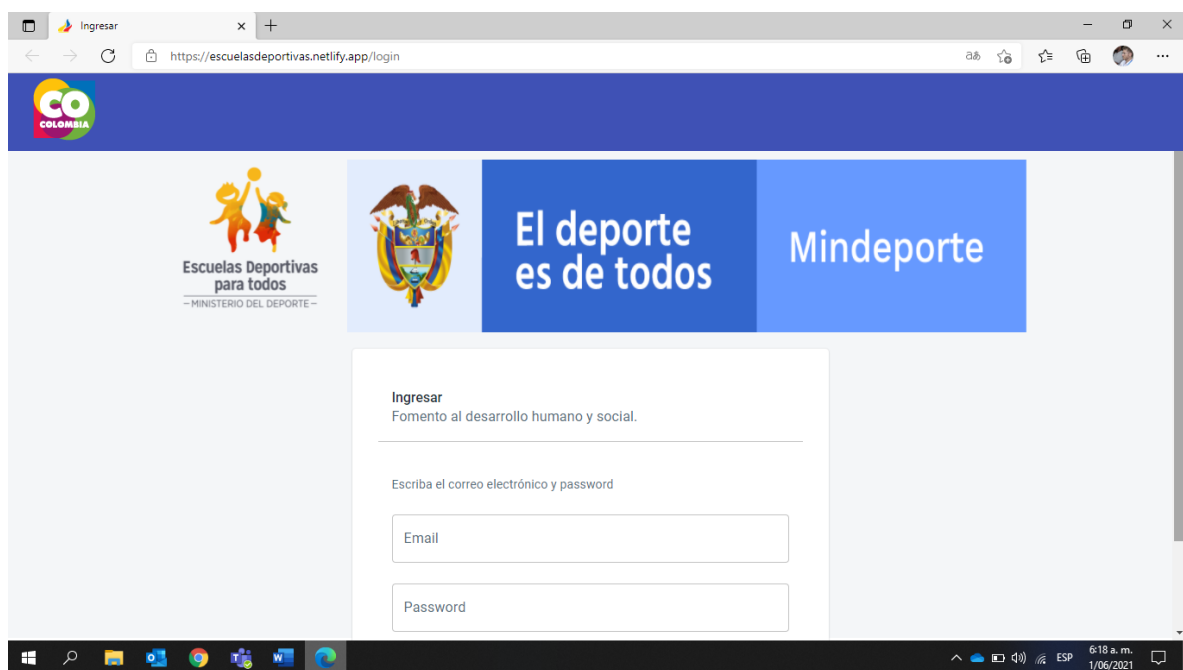 Ingresar
https://escuelasdeportivas.netlify.app/login
CO
COLOMBIA
Escuelas Deportivas
para todos
–MINISTERIO DEL DEPORTE–
El deporte
es de todos
Mindeporte
Ingresar
Fomento al desarrollo humano y social.
Escriba el correo electrónico y password
Email
Password
ESP
6:18 a. m.
1/06/2021